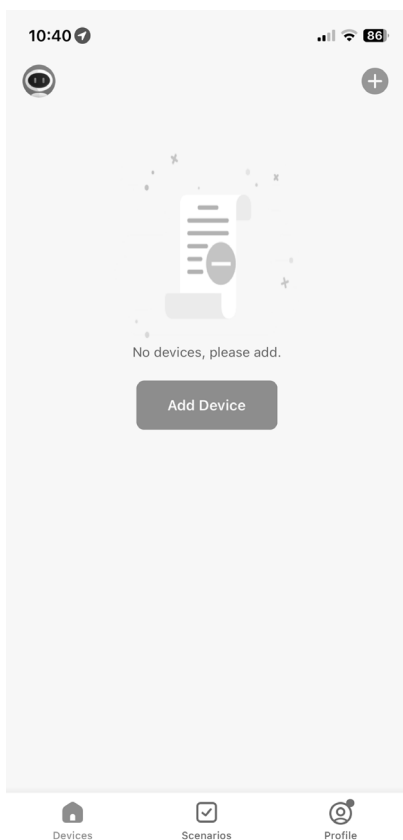 10:40
86
No devices, please add.
Add Device
Devices
Scenarios
Profile